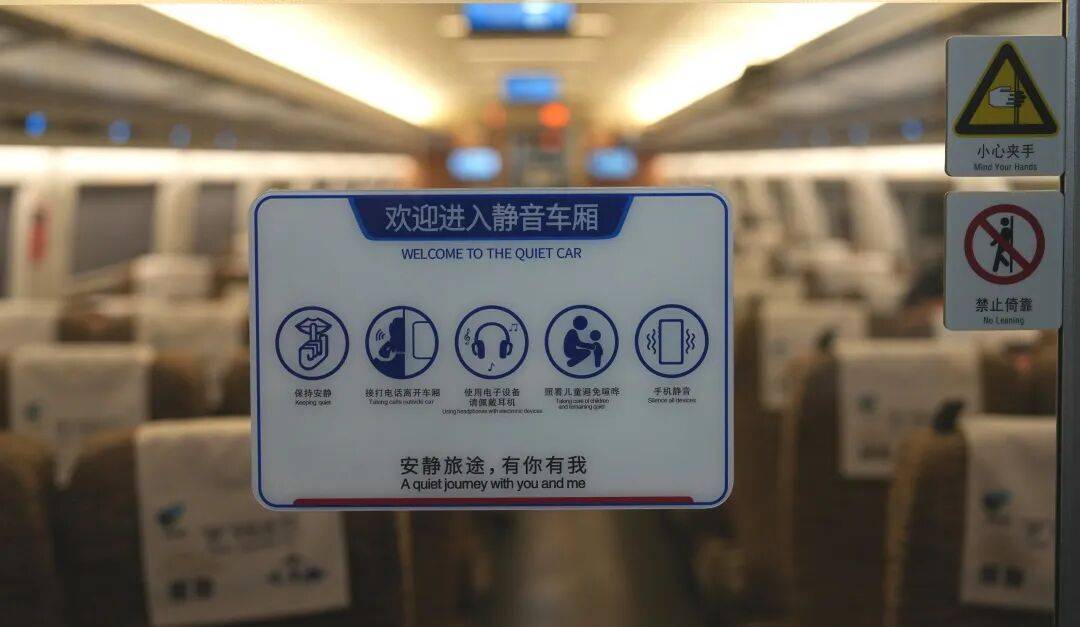 欢迎进入静音车厢
WELCOME TO THE QUIET CAR
保持安静
Keeping quiet
接打电话离开车厢
Taking calls outside car
使用电子设备
请佩戴耳机
Using headphones with electronic devices
照看儿童避免喧哗
Taking care of children
and remaining quiet
手机静音
Silence all devices
安静旅途，有你有我
A quiet journey with you and me
小心夹手
Mind Your Hands
禁止倚靠
No Leaning